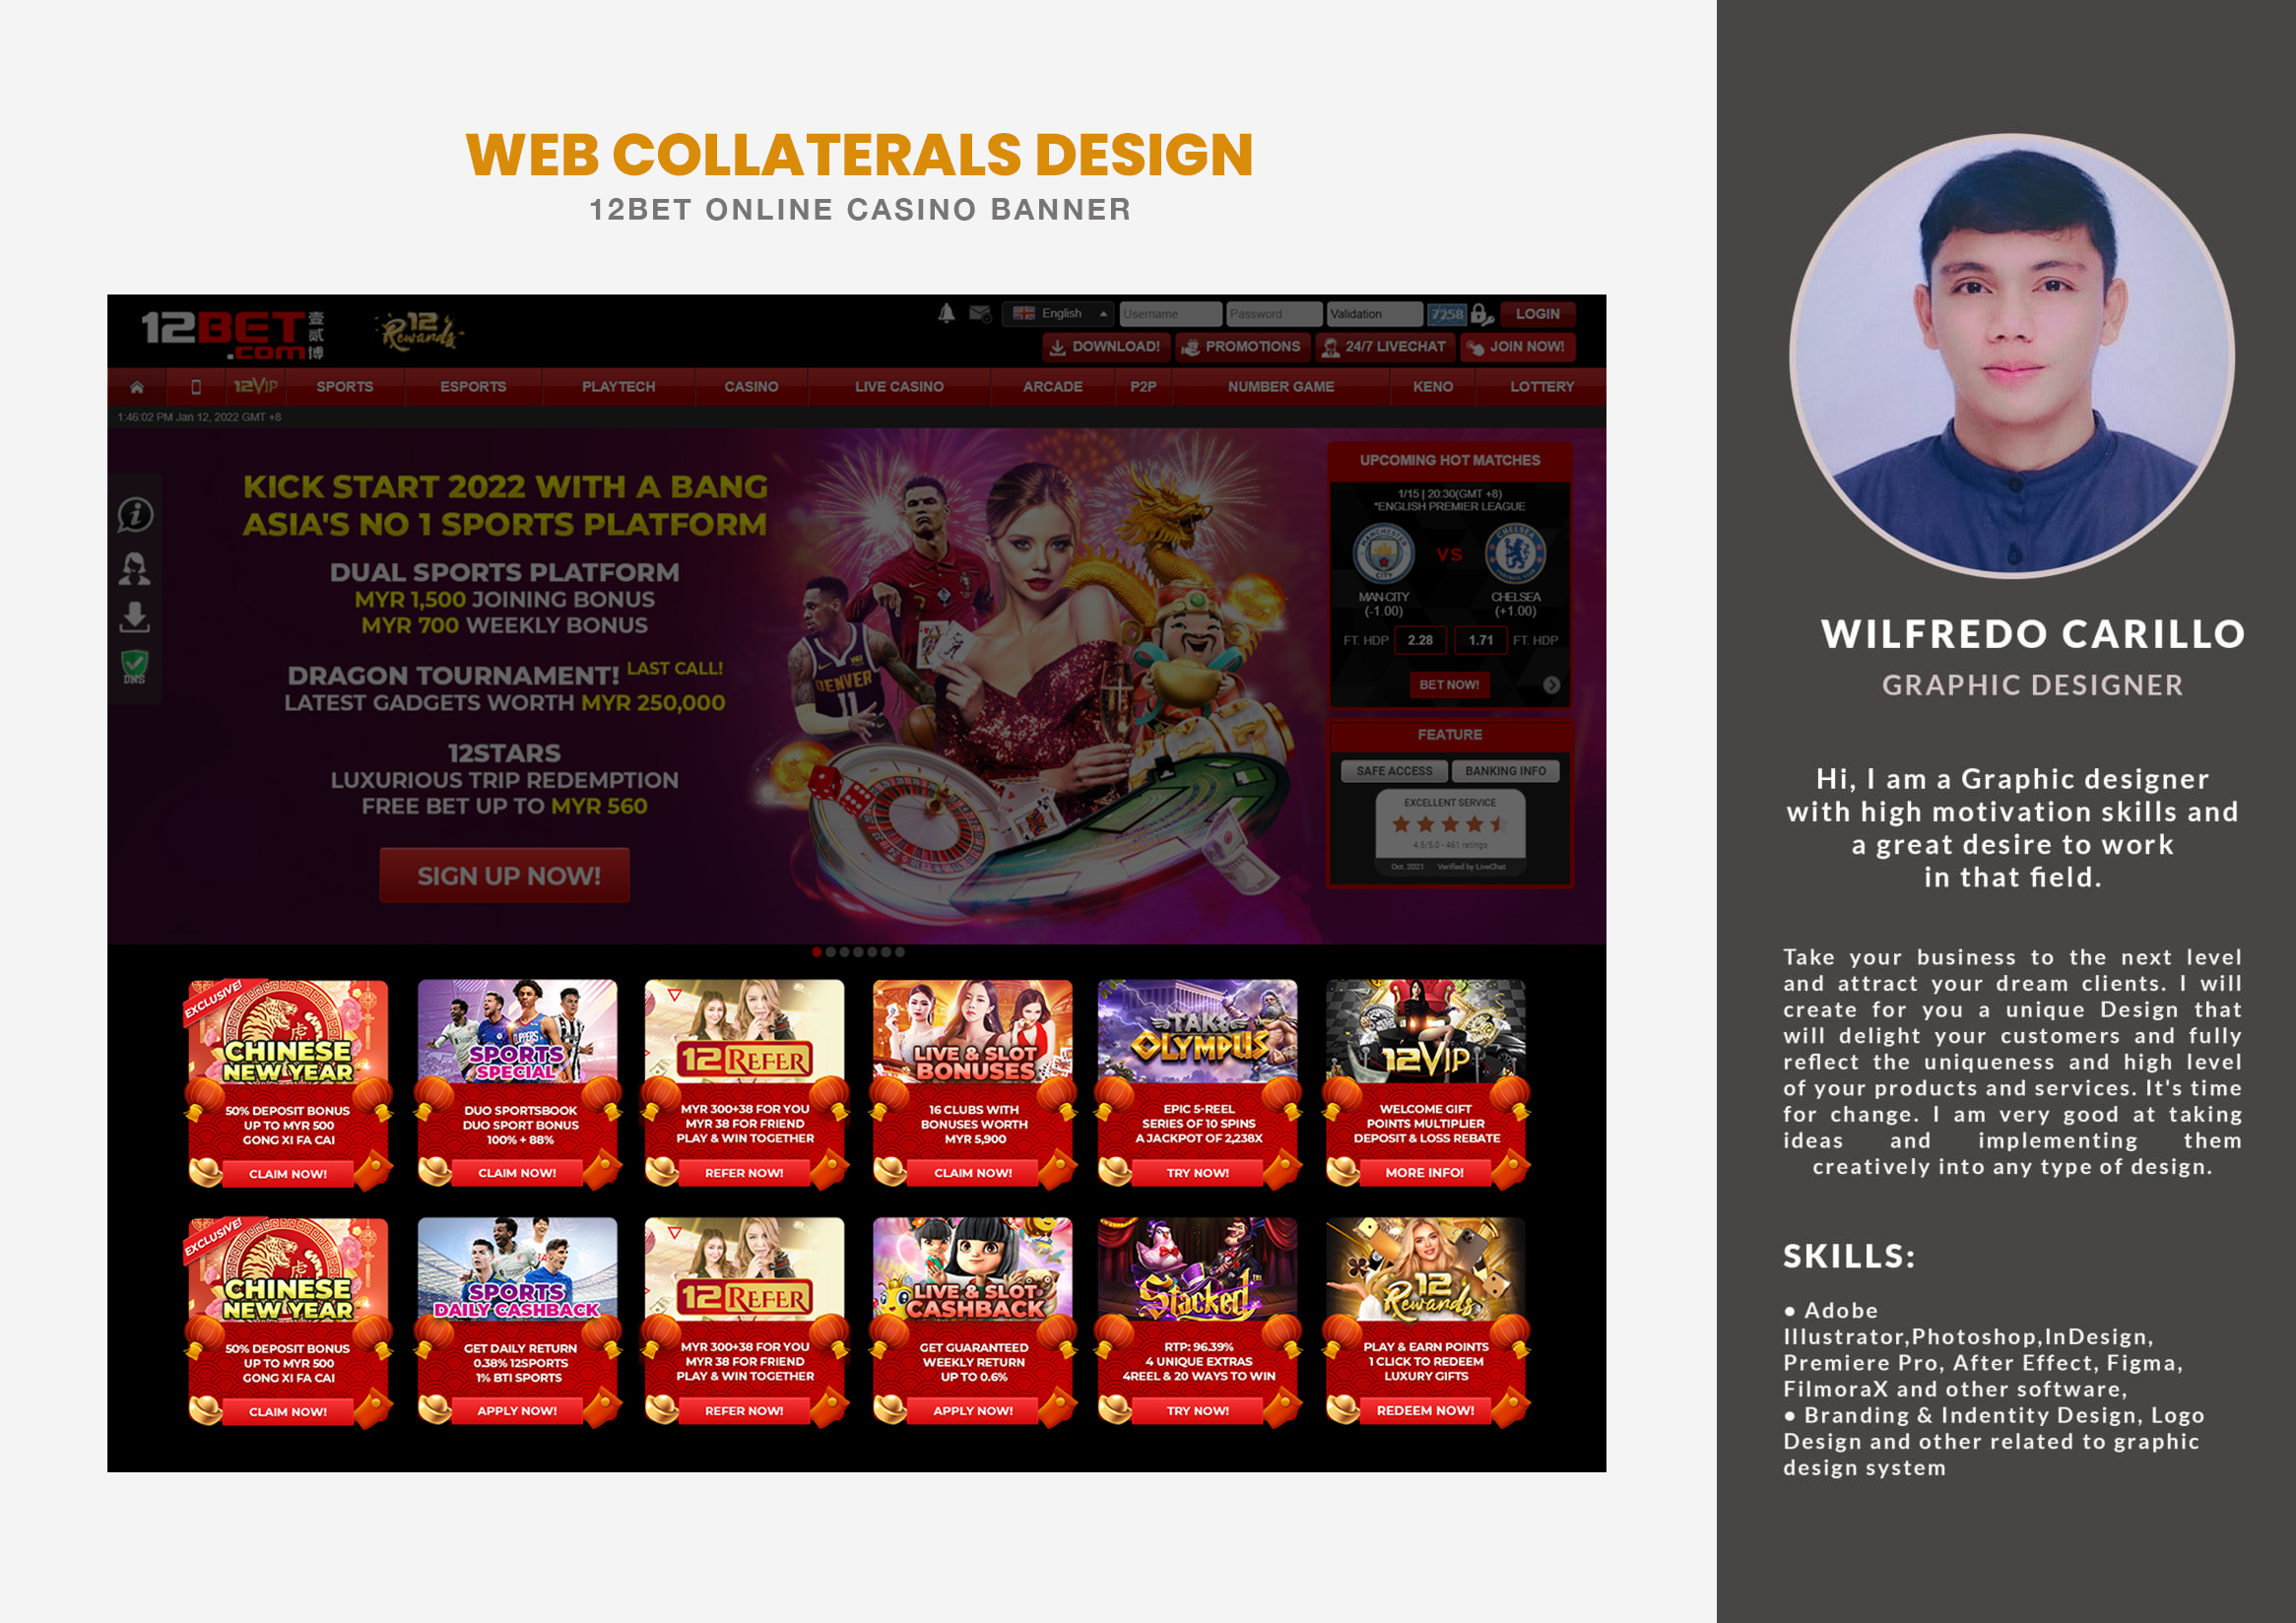 WEB COLLATERALS DESIGN
12BET ONLINE CASINO BANNER
12BET 壹贰博
.com
12 Rewards
English
Username
Password
Validation
7258
LOGIN
DOWNLOAD!
PROMOTIONS
24/7 LIVECHAT
JOIN NOW!
12VIP
SPORTS
ESPORTS
PLAYTECH
CASINO
LIVE CASINO
ARCADE
P2P
NUMBER GAME
KENO
LOTTERY
1:46:02 PM Jan 12, 2022 GMT +8
KICK START 2022 WITH A BANG
ASIA'S NO 1 SPORTS PLATFORM
DUAL SPORTS PLATFORM
MYR 1,500 JOINING BONUS
MYR 700 WEEKLY BONUS
DRAGON TOURNAMENT! LAST CALL!
LATEST GADGETS WORTH MYR 250,000
12STARS
LUXURIOUS TRIP REDEMPTION
FREE BET UP TO MYR 560
SIGN UP NOW!
DNS
DENVER
11
UPCOMING HOT MATCHES
1/15 | 20:30(GMT +8)
*ENGLISH PREMIER LEAGUE
MANCHESTER
CITY
VS
CHELSEA
FOOTBALL CLUB
MAN-CITY
(-1.00)
CHELSEA
(+1.00)
FT. HDP 2.28 1.71 FT. HDP
BET NOW!
FEATURE
SAFE ACCESS
BANKING INFO
EXCELLENT SERVICE
4.5/5.0 - 461 ratings
Oct. 2021 Verified by LiveChat
EXCLUSIVE!
虎
CHINESE
NEW YEAR
50% DEPOSIT BONUS
UP TO MYR 500
GONG XI FA CAI
CLAIM NOW!
CLIPPERS
SPORTS
SPECIAL
DUO SPORTSBOOK
DUO SPORT BONUS
100% + 88%
CLAIM NOW!
12 REFER
MYR 300+38 FOR YOU
MYR 38 FOR FRIEND
PLAY & WIN TOGETHER
REFER NOW!
LIVE & SLOT
BONUSES
16 CLUBS WITH
BONUSES WORTH
MYR 5,900
CLAIM NOW!
TAKE
OLYMPUS
EPIC 5-REEL
SERIES OF 10 SPINS
A JACKPOT OF 2,238X
TRY NOW!
12VIP
WELCOME GIFT
POINTS MULTIPLIER
DEPOSIT & LOSS REBATE
MORE INFO!
EXCLUSIVE!
虎
CHINESE
NEW YEAR
50% DEPOSIT BONUS
UP TO MYR 500
GONG XI FA CAI
CLAIM NOW!
SPORTS
DAILY CASHBACK
GET DAILY RETURN
0.38% 12SPORTS
1% BTI SPORTS
APPLY NOW!
12 REFER
MYR 300+38 FOR YOU
MYR 38 FOR FRIEND
PLAY & WIN TOGETHER
REFER NOW!
LIVE & SLOT
CASHBACK
GET GUARANTEED
WEEKLY RETURN
UP TO 0.6%
APPLY NOW!
Stacked
RTP: 96.39%
4 UNIQUE EXTRAS
4REEL & 20 WAYS TO WIN
TRY NOW!
12
Rewards
PLAY & EARN POINTS
1 CLICK TO REDEEM
LUXURY GIFTS
REDEEM NOW!
WILFREDO CARILLO
GRAPHIC DESIGNER
Hi, I am a Graphic designer
with high motivation skills and
a great desire to work
in that field.
Take your business to the next level
and attract your dream clients. I will
create for you a unique Design that
will delight your customers and fully
reflect the uniqueness and high level
of your products and services. It's time
for change. I am very good at taking
ideas and implementing them
creatively into any type of design.
SKILLS:
● Adobe
Illustrator,Photoshop,InDesign,
Premiere Pro, After Effect, Figma,
FilmoraX and other software,
● Branding & Indentity Design, Logo
Design and other related to graphic
design system